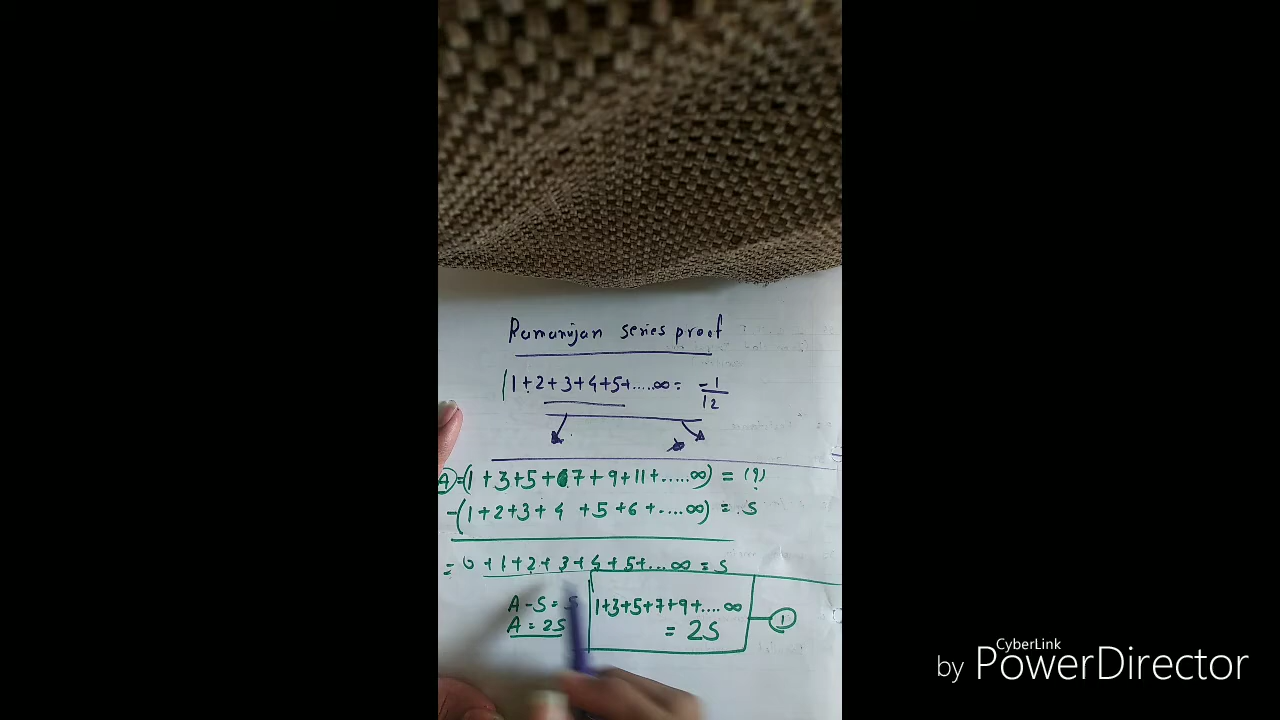 Ramanujan series proof
1+2+3+4+5+.....∞ = -1/12
A=(1+3+5+7+9+11+.....∞) = (?)
-(1+2+3+4+5+6+....∞) = S
= 0+1+2+3+4+5+...∞ = S
A-S=S
A = 2S
1+3+5+7+9+....∞
= 2S
1
CyberLink
by PowerDirector